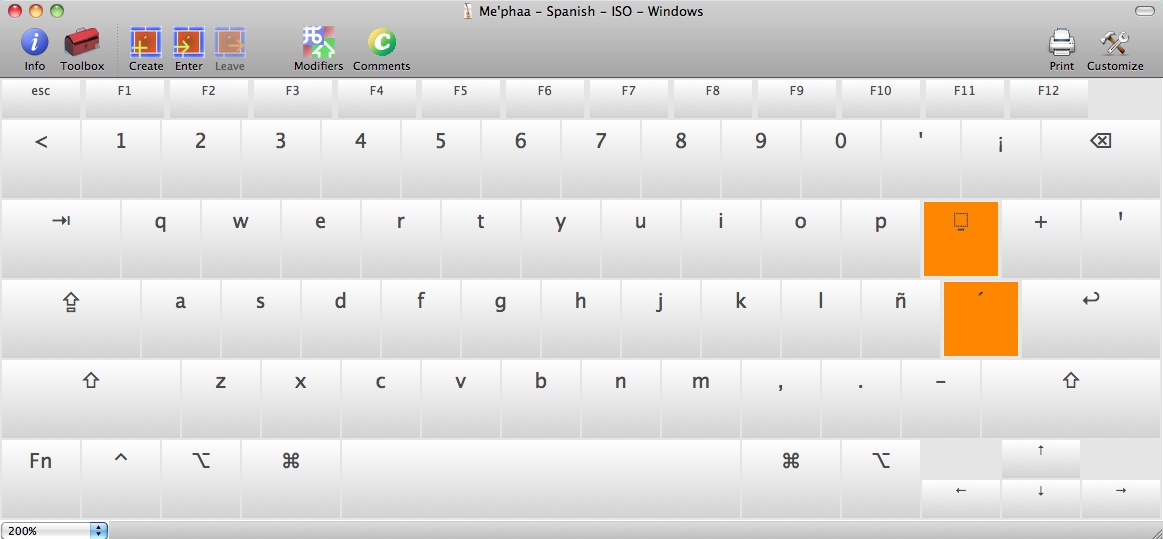 Me'phaa – Spanish – ISO – Windows
Info Toolbox Create Enter Leave Modifiers Comments Print Customize
esc F1 F2 F3 F4 F5 F6 F7 F8 F9 F10 F11 F12
< 1 2 3 4 5 6 7 8 9 0 ' ¡ ⌫
⇥ q w e r t y u i o p ◌̱ + '
⇪ a s d f g h j k l ñ ´ ↩
⇧ z x c v b n m , . – ⇧
Fn ^ ⌥ ⌘ ⌘ ⌥ ↑
← ↓ →
200%